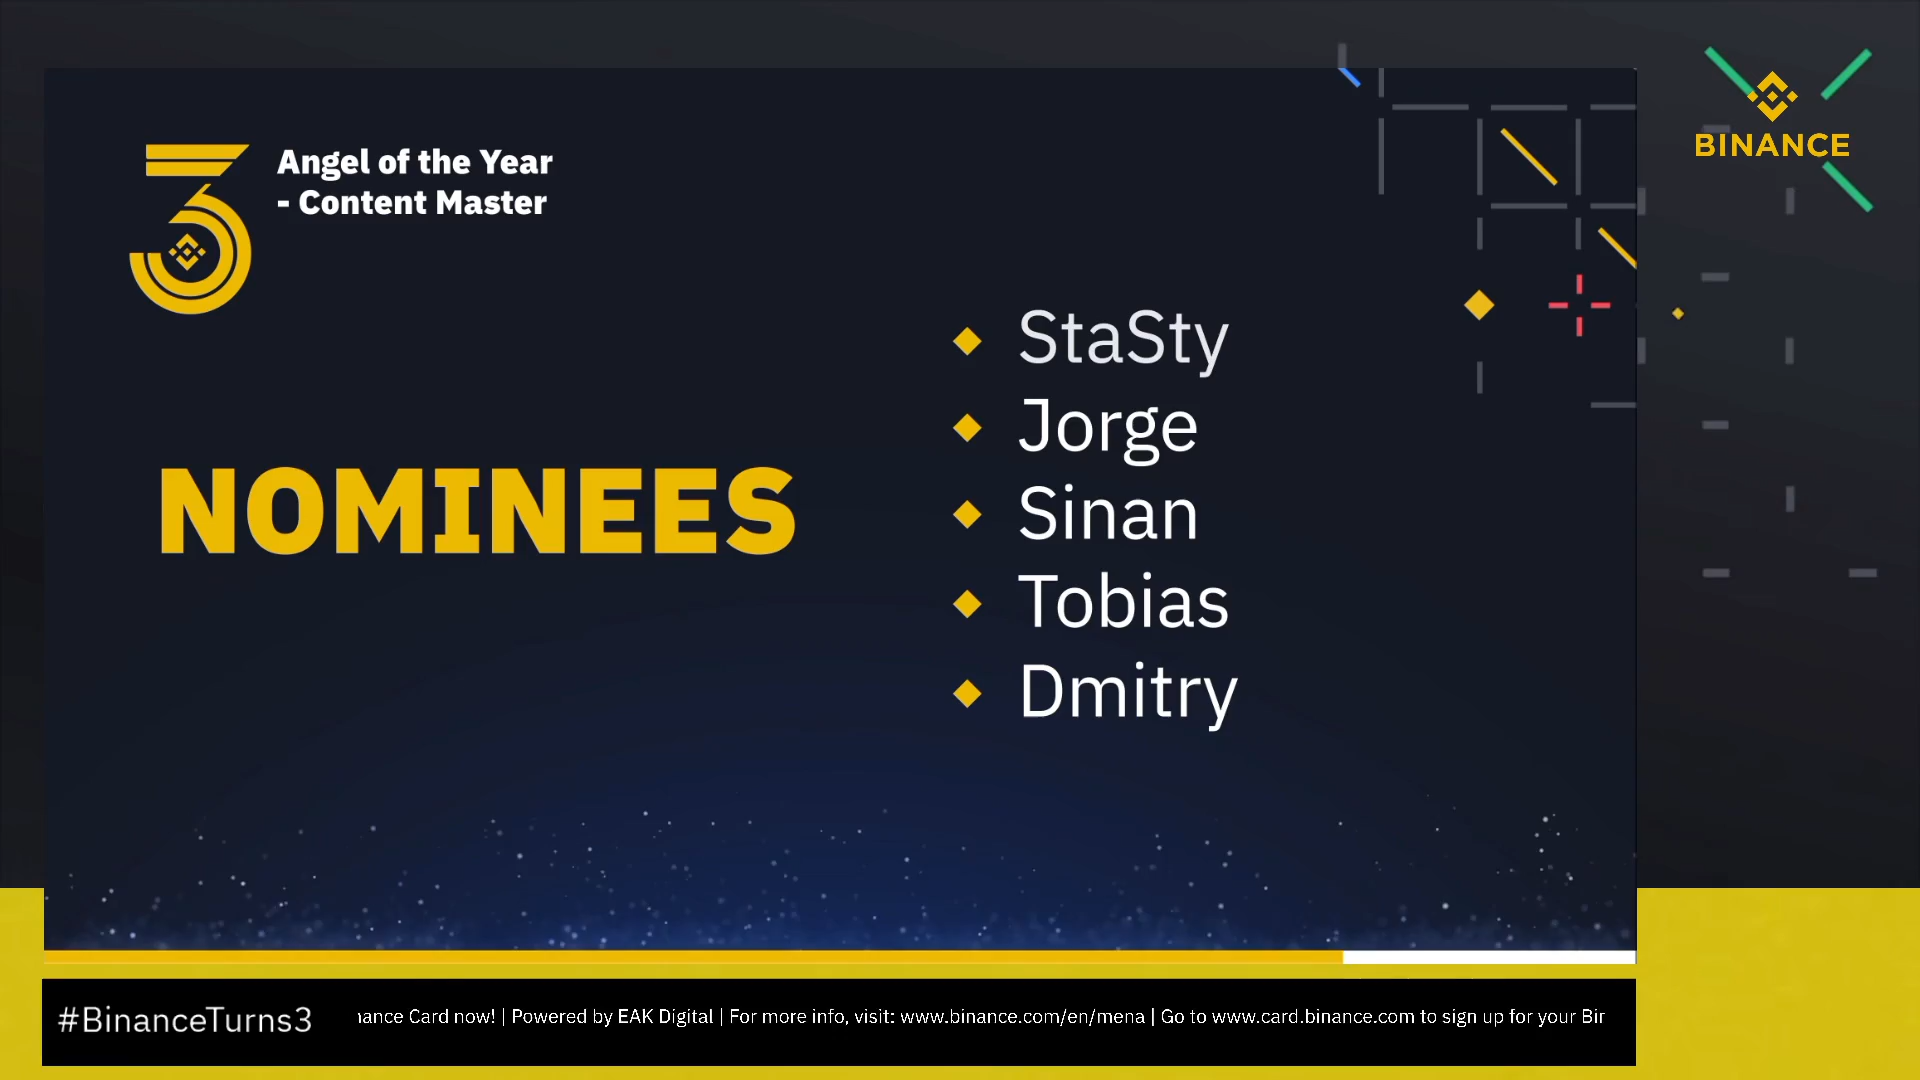 Angel of the Year
- Content Master
BINANCE
NOMINEES
StaSty
Jorge
Sinan
Tobias
Dmitry
#BinanceTurns3
Card now! | Powered by EAK Digital | For more info, visit: www.binance.com/en/mena | Go to www.card.binance.com to sign up for your